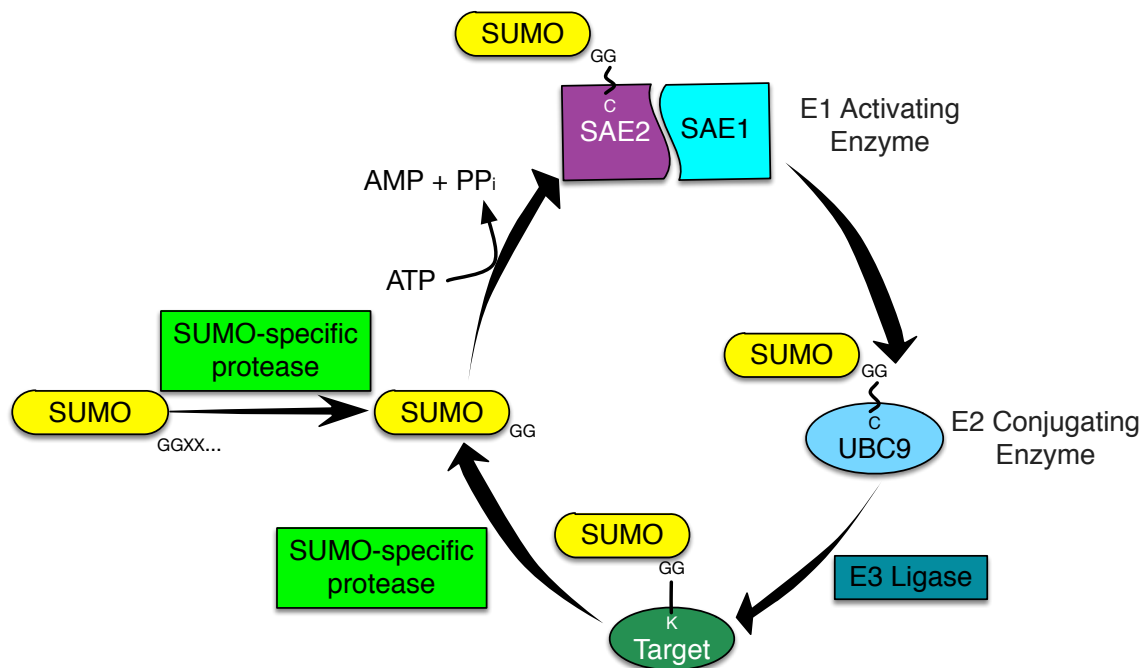 SUMO
GG
C
SAE2
SAE1
E1 Activating
Enzyme
AMP + PPi
ATP
SUMO-specific
protease
SUMO
GGXX...
SUMO
GG
SUMO
GG
C
UBC9
E2 Conjugating
Enzyme
SUMO-specific
protease
SUMO
GG
K
Target
E3 Ligase